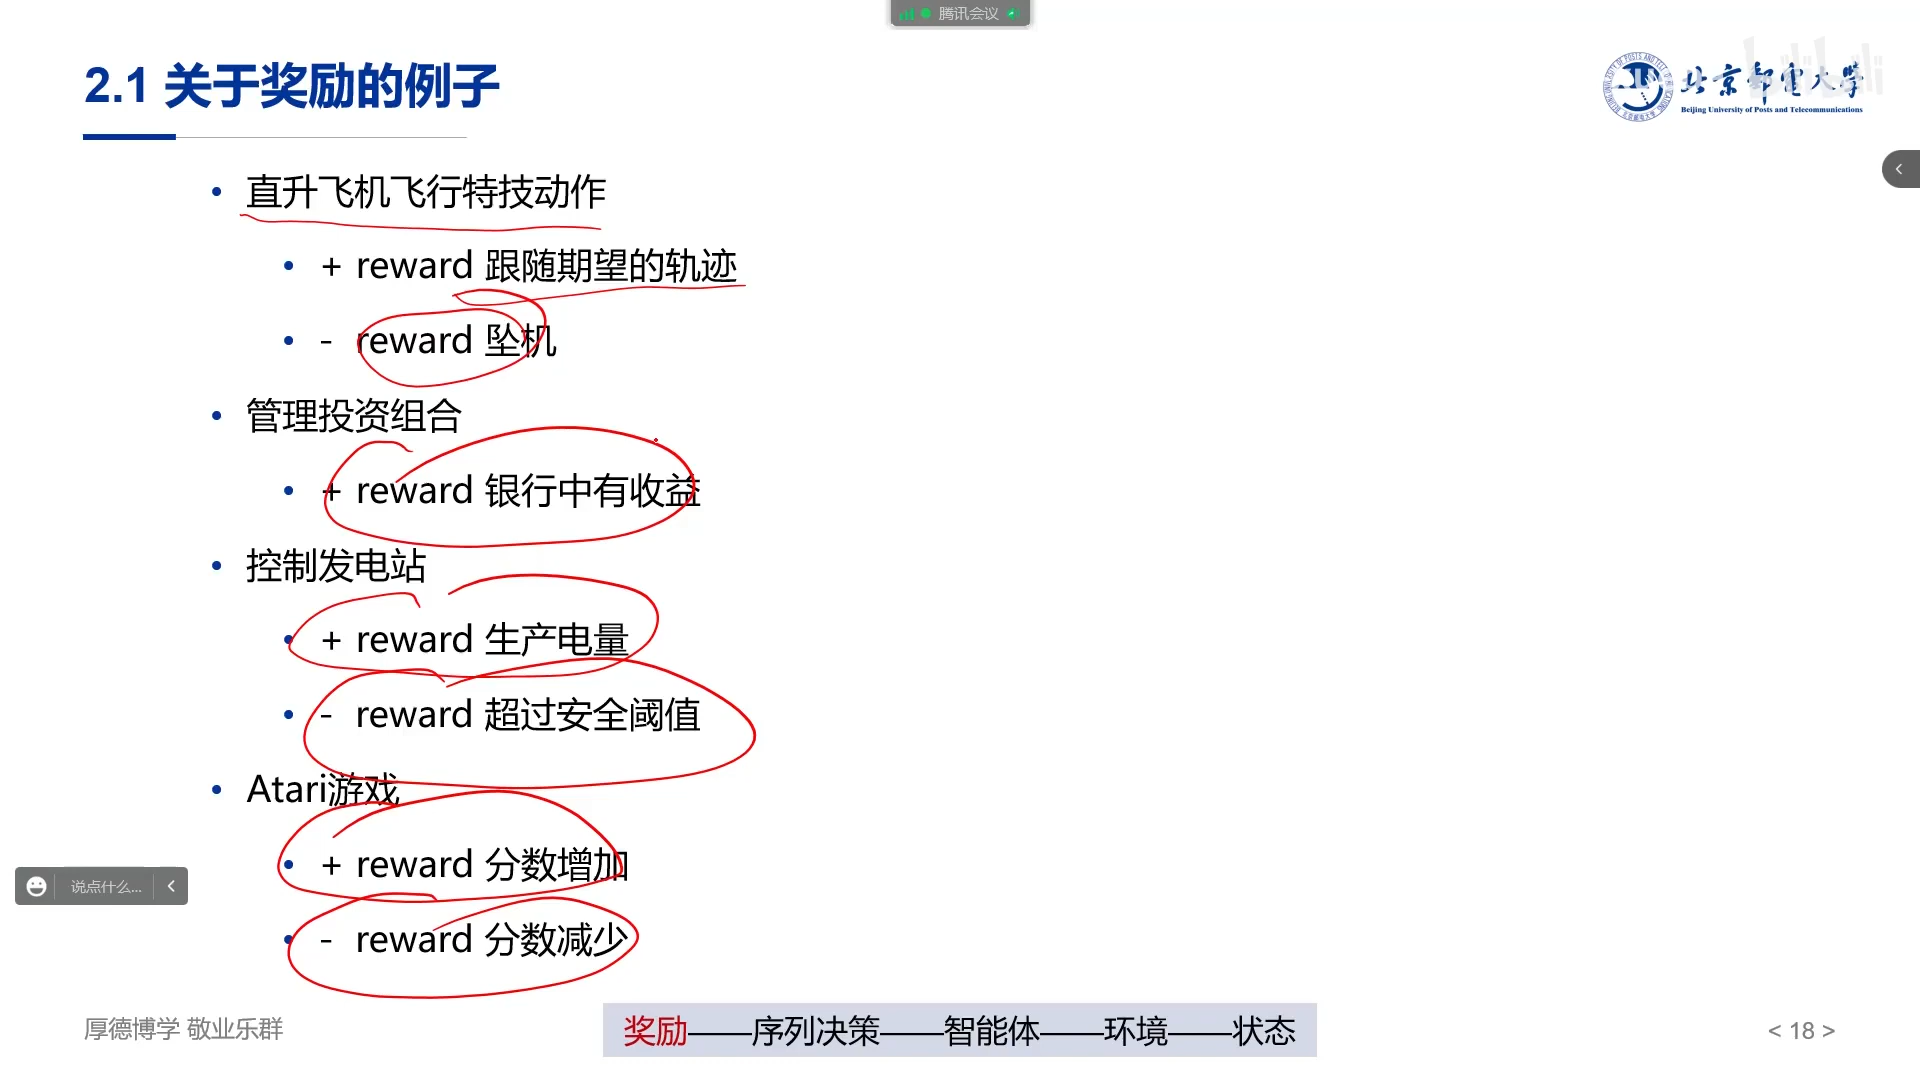 腾讯会议
2.1 关于奖励的例子
北京邮电大学
Beijing University of Posts and Telecommunications
• 直升飞机飞行特技动作
• + reward 跟随期望的轨迹
• - reward 坠机
• 管理投资组合
• + reward 银行中有收益
• 控制发电站
• + reward 生产电量
• - reward 超过安全阈值
• Atari游戏
• + reward 分数增加
• - reward 分数减少
说点什么...
厚德博学 敬业乐群
奖励——序列决策——智能体——环境——状态
< 18 >